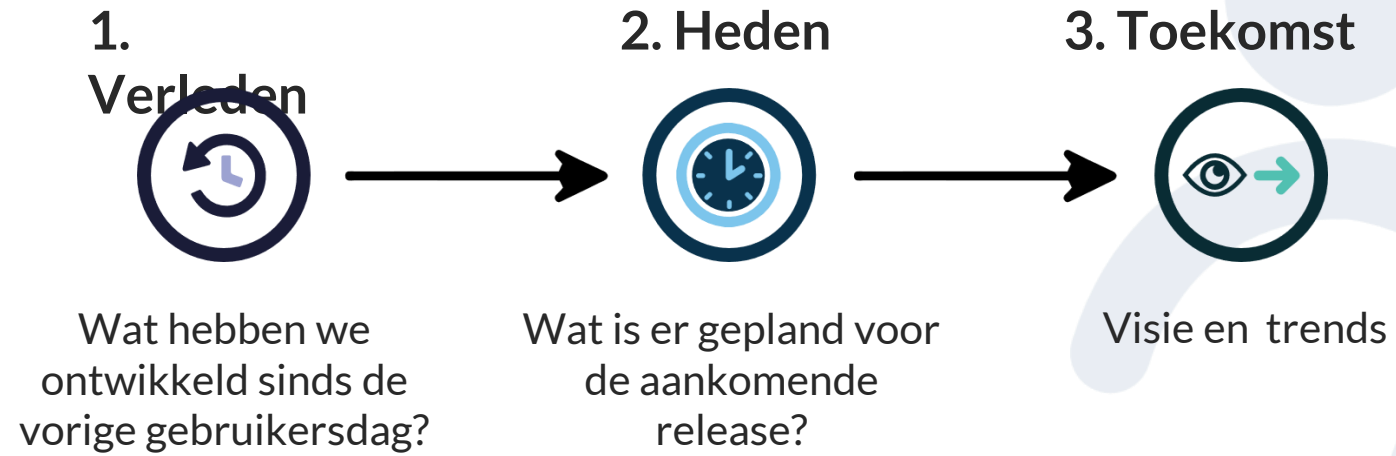 1.
Verleden
2. Heden
3. Toekomst
Wat hebben we
ontwikkeld sinds de
vorige gebruikersdag?
Wat is er gepland voor
de aankomende
release?
Visie en trends